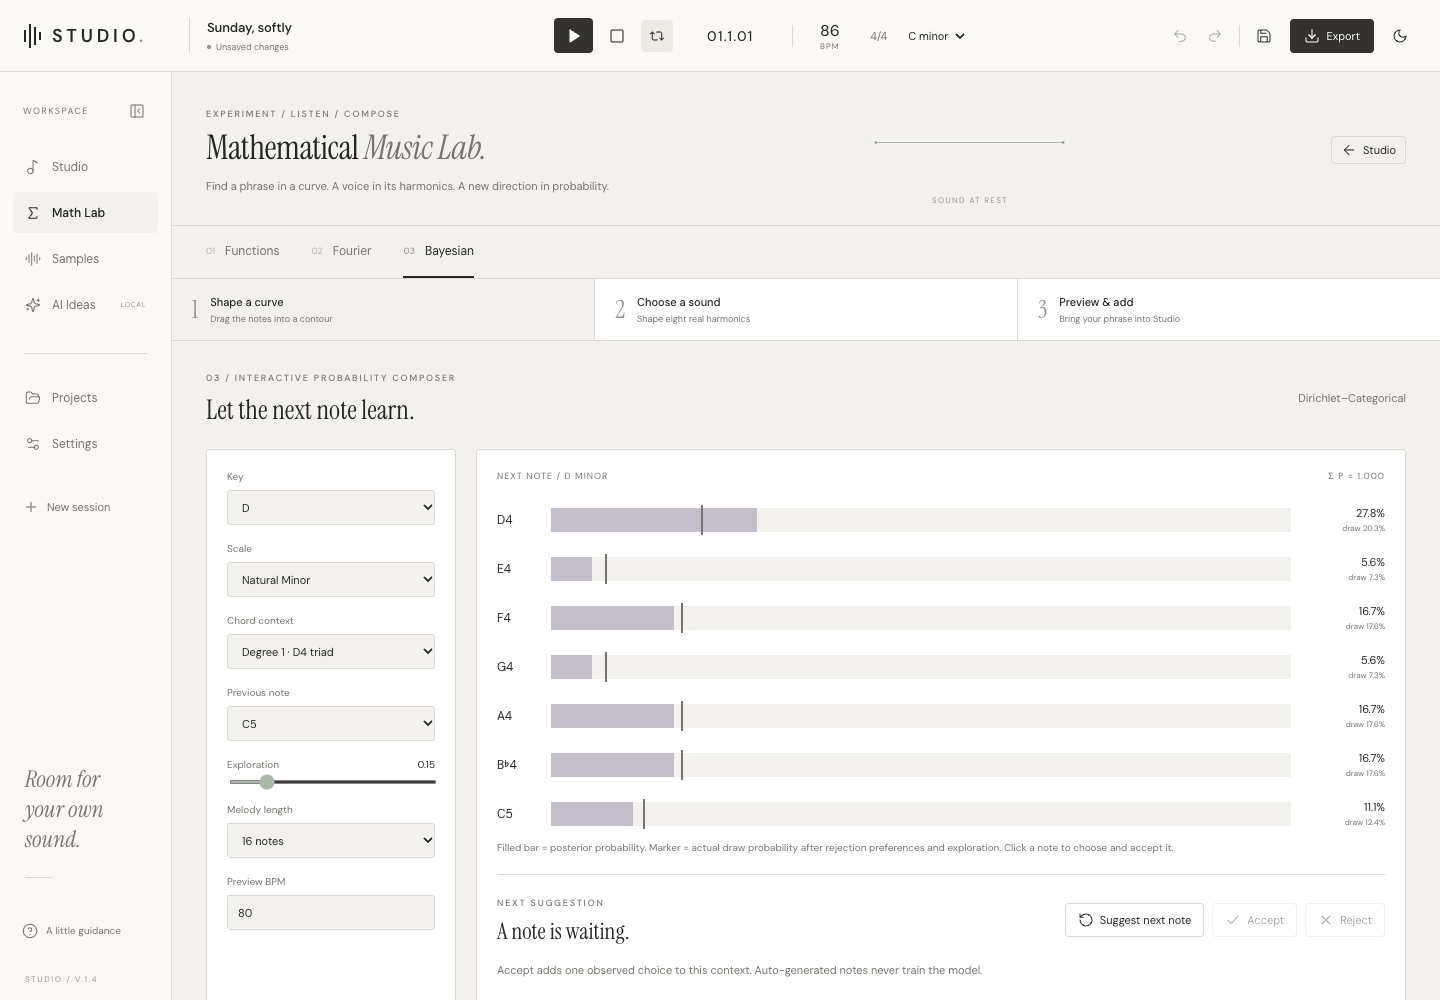 STUDIO.
Sunday, softly
Unsaved changes
01.1.01
86
BPM
4/4
C minor
Export
WORKSPACE
Studio
Math Lab
Samples
AI Ideas LOCAL
Projects
Settings
New session
Room for
your own
sound.
A little guidance
STUDIO / V.1.4
EXPERIMENT / LISTEN / COMPOSE
Mathematical Music Lab.
Find a phrase in a curve. A voice in its harmonics. A new direction in probability.
SOUND AT REST
Studio
01 Functions
02 Fourier
03 Bayesian
1 Shape a curve
Drag the notes into a contour
2 Choose a sound
Shape eight real harmonics
3 Preview & add
Bring your phrase into Studio
03 / INTERACTIVE PROBABILITY COMPOSER
Let the next note learn.
Dirichlet–Categorical
Key
D
Scale
Natural Minor
Chord context
Degree 1 · D4 triad
Previous note
C5
Exploration 0.15
Melody length
16 notes
Preview BPM
80
NEXT NOTE / D MINOR
Σ P = 1.000
D4 27.8%
draw 20.3%
E4 5.6%
draw 7.3%
F4 16.7%
draw 17.6%
G4 5.6%
draw 7.3%
A4 16.7%
draw 17.6%
B♭4 16.7%
draw 17.6%
C5 11.1%
draw 12.4%
Filled bar = posterior probability. Marker = actual draw probability after rejection preferences and exploration. Click a note to choose and accept it.
NEXT SUGGESTION
A note is waiting.
Suggest next note
Accept
Reject
Accept adds one observed choice to this context. Auto-generated notes never train the model.